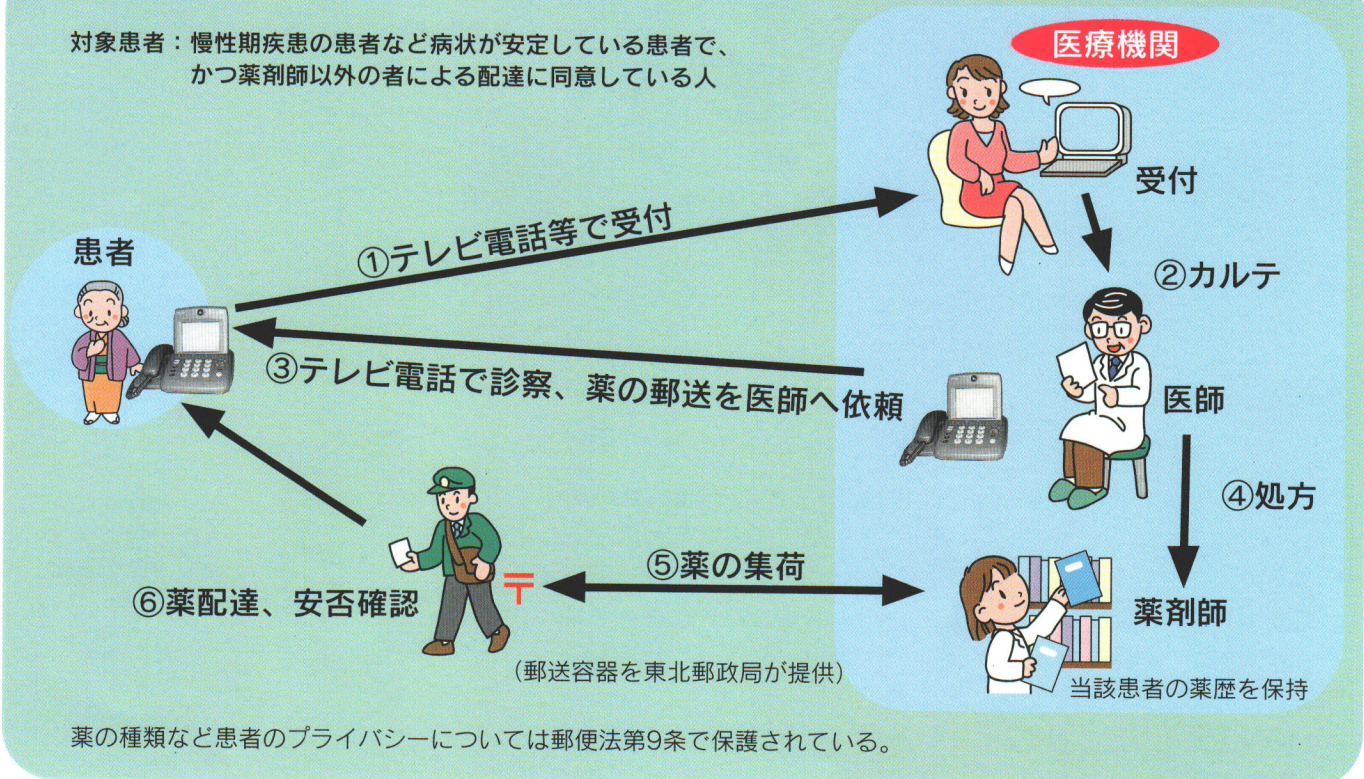 対象患者：慢性期疾患の患者など病状が安定している患者で、
かつ薬剤師以外の者による配達に同意している人
医療機関
受付
①テレビ電話等で受付
患者
②カルテ
③テレビ電話で診察、薬の郵送を医師へ依頼
医師
④処方
⑤薬の集荷
〒
⑥薬配達、安否確認
薬剤師
（郵送容器を東北郵政局が提供）
当該患者の薬歴を保持
薬の種類など患者のプライバシーについては郵便法第9条で保護されている。